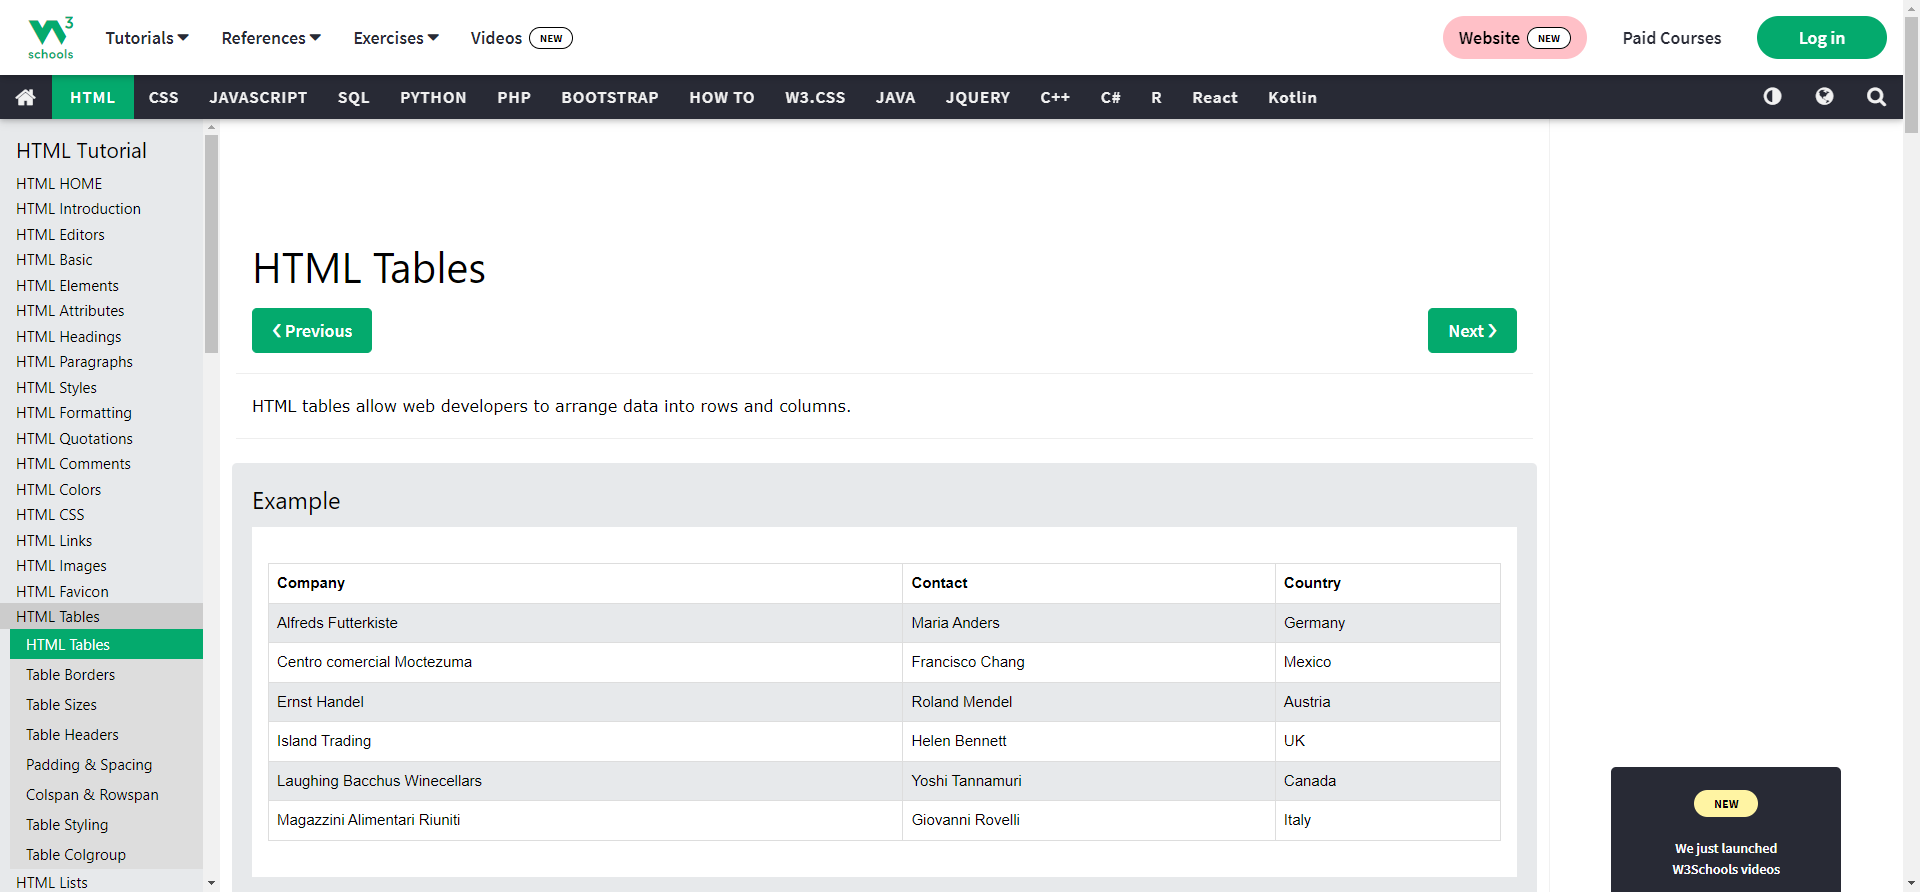 W3 schools
Tutorials References Exercises Videos NEW Website NEW Paid Courses Log in
HTML CSS JAVASCRIPT SQL PYTHON PHP BOOTSTRAP HOW TO W3.CSS JAVA JQUERY C++ C# R React Kotlin
HTML Tutorial
HTML HOME
HTML Introduction
HTML Editors
HTML Basic
HTML Elements
HTML Attributes
HTML Headings
HTML Paragraphs
HTML Styles
HTML Formatting
HTML Quotations
HTML Comments
HTML Colors
HTML CSS
HTML Links
HTML Images
HTML Favicon
HTML Tables
HTML Tables
Table Borders
Table Sizes
Table Headers
Padding & Spacing
Colspan & Rowspan
Table Styling
Table Colgroup
HTML Lists
HTML Tables
❮ Previous Next ❯
HTML tables allow web developers to arrange data into rows and columns.
Example
Company Contact Country
Alfreds Futterkiste Maria Anders Germany
Centro comercial Moctezuma Francisco Chang Mexico
Ernst Handel Roland Mendel Austria
Island Trading Helen Bennett UK
Laughing Bacchus Winecellars Yoshi Tannamuri Canada
Magazzini Alimentari Riuniti Giovanni Rovelli Italy
NEW
We just launched
W3Schools videos